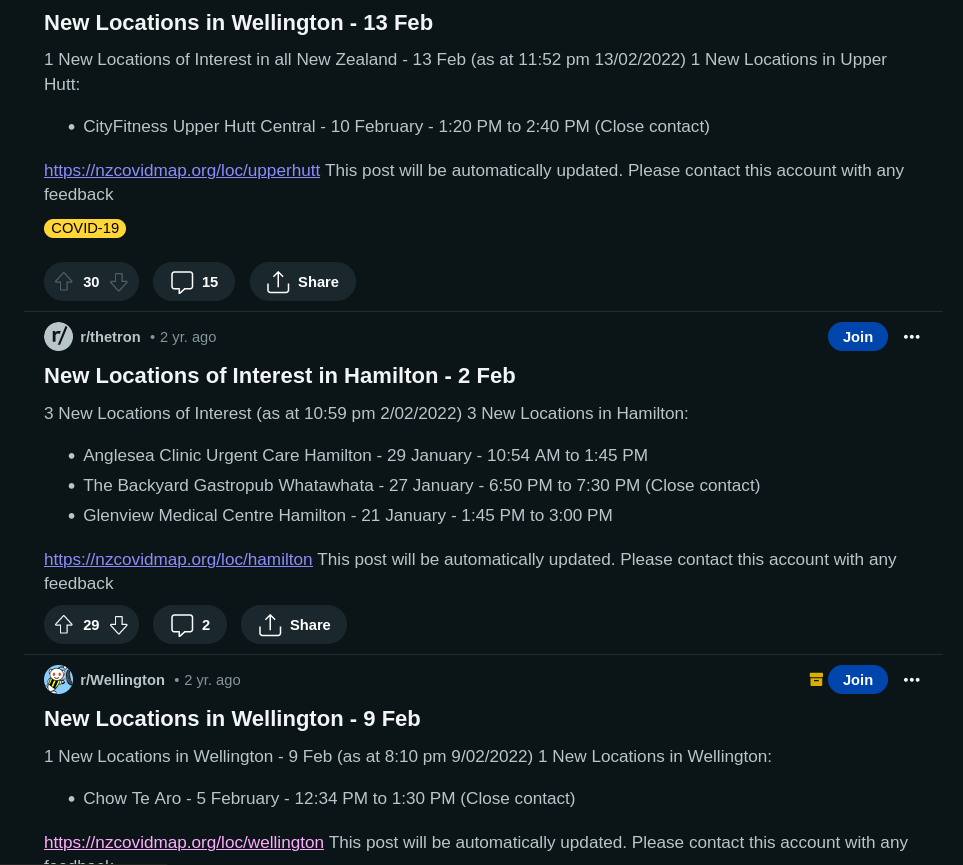 New Locations in Wellington - 13 Feb
1 New Locations of Interest in all New Zealand - 13 Feb (as at 11:52 pm 13/02/2022) 1 New Locations in Upper
Hutt:
• CityFitness Upper Hutt Central - 10 February - 1:20 PM to 2:40 PM (Close contact)
https://nzcovidmap.org/loc/upperhutt This post will be automatically updated. Please contact this account with any
feedback
COVID-19
30 15 Share
r/ r/thetron • 2 yr. ago Join •••
New Locations of Interest in Hamilton - 2 Feb
3 New Locations of Interest (as at 10:59 pm 2/02/2022) 3 New Locations in Hamilton:
• Anglesea Clinic Urgent Care Hamilton - 29 January - 10:54 AM to 1:45 PM
• The Backyard Gastropub Whatawhata - 27 January - 6:50 PM to 7:30 PM (Close contact)
• Glenview Medical Centre Hamilton - 21 January - 1:45 PM to 3:00 PM
https://nzcovidmap.org/loc/hamilton This post will be automatically updated. Please contact this account with any
feedback
29 2 Share
r/Wellington • 2 yr. ago Join •••
New Locations in Wellington - 9 Feb
1 New Locations in Wellington - 9 Feb (as at 8:10 pm 9/02/2022) 1 New Locations in Wellington:
• Chow Te Aro - 5 February - 12:34 PM to 1:30 PM (Close contact)
https://nzcovidmap.org/loc/wellington This post will be automatically updated. Please contact this account with any
feedback